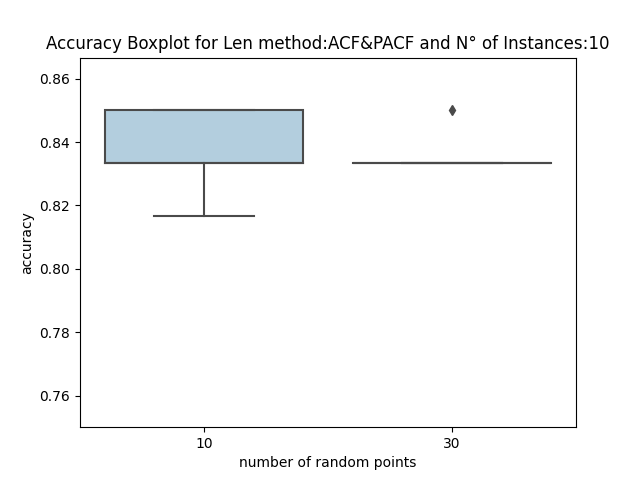 Accuracy Boxplot for Len method:ACF&PACF and N° of Instances:10
0.86
0.84
0.82
0.80
0.78
0.76
accuracy
10
30
number of random points